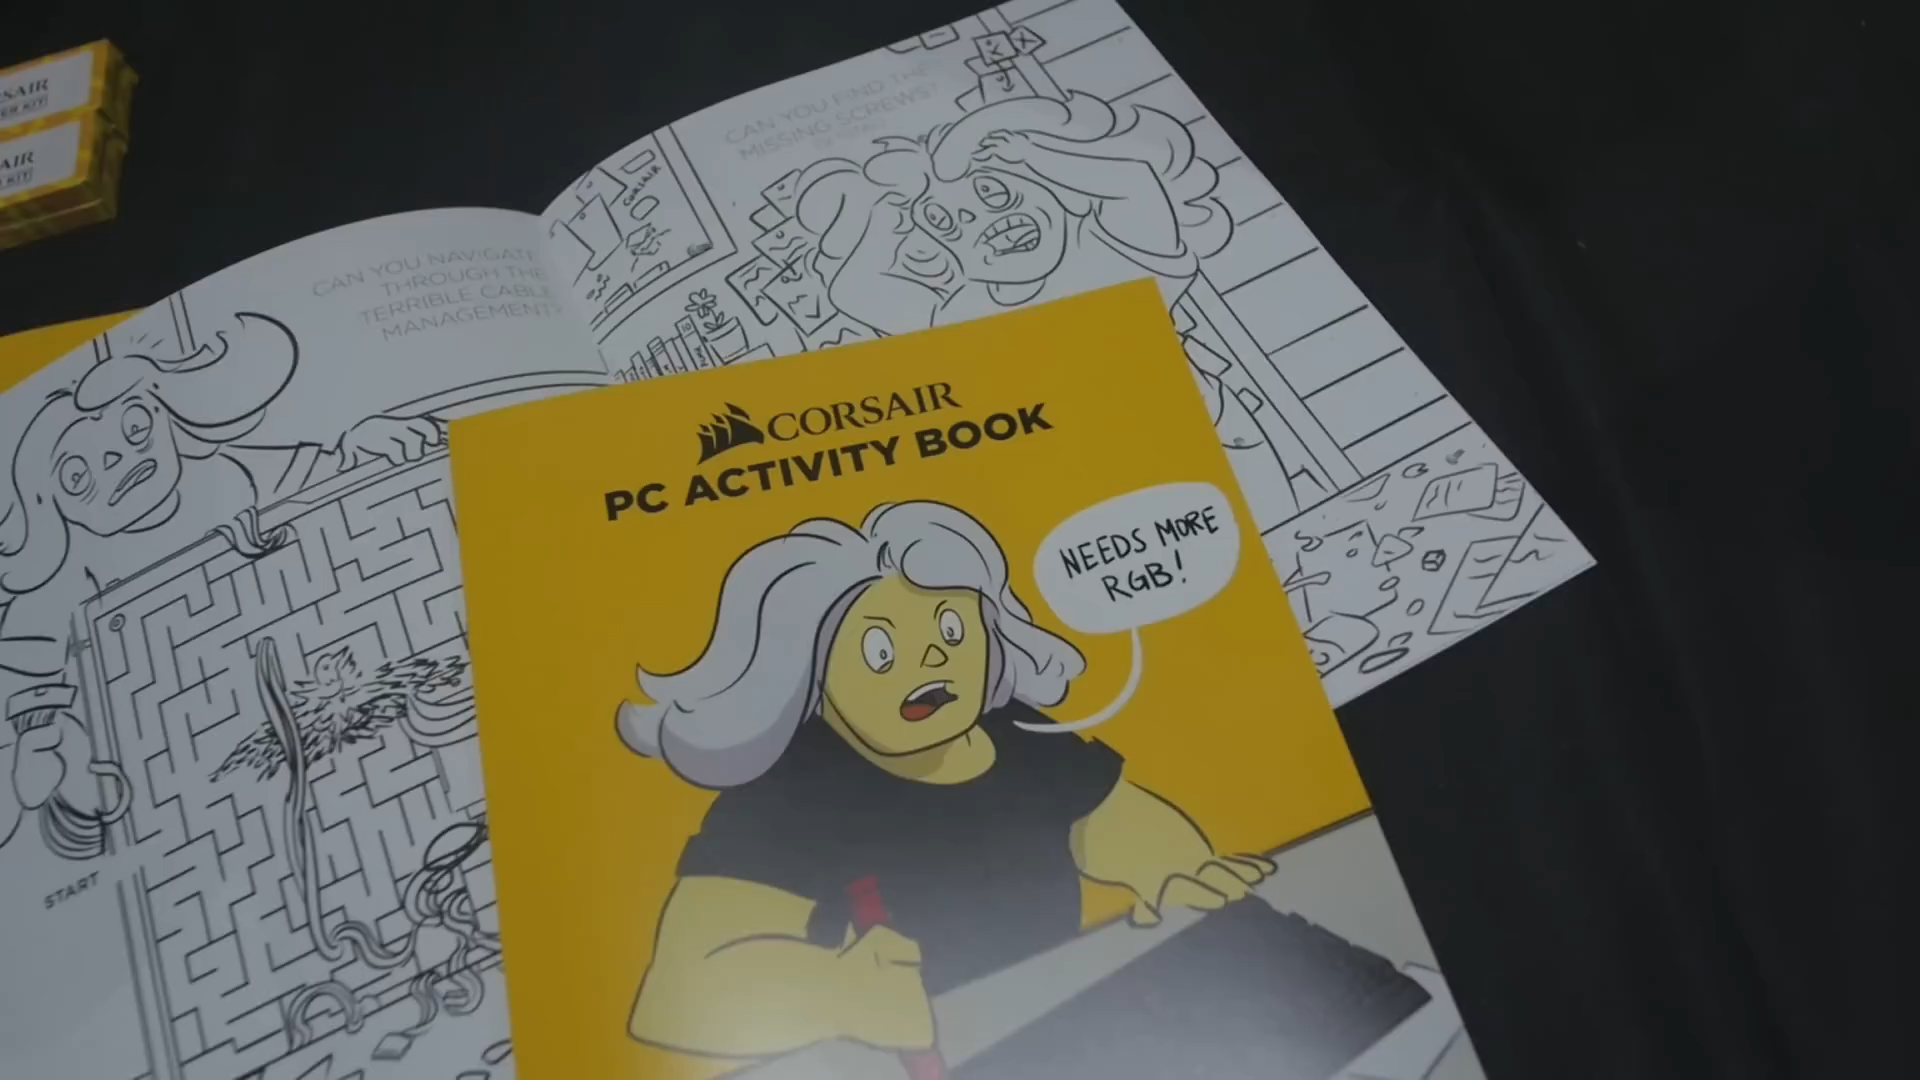 CAN YOU FIND THE
MISSING SCREWS?
CORSAIR
CAN YOU NAVIGATE
THROUGH THE
TERRIBLE CABLE
MANAGEMENT?
CORSAIR
PC ACTIVITY BOOK
NEEDS MORE
RGB!
START